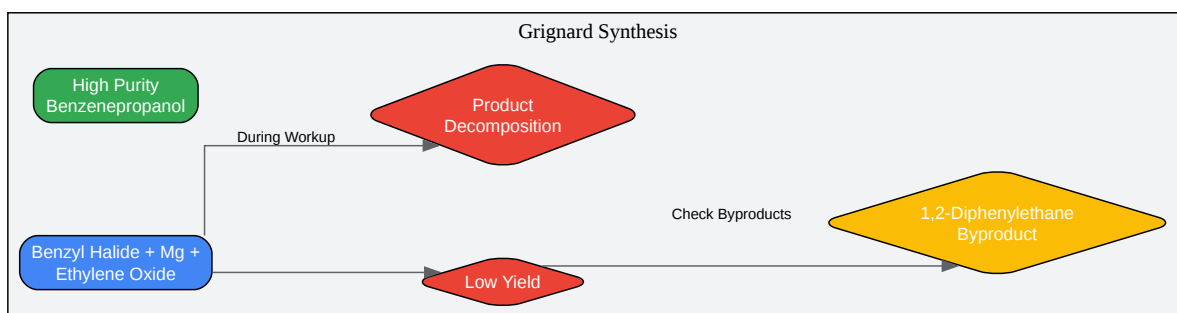 Grignard Synthesis
High Purity
Benzenepropanol
Product
Decomposition
During Workup
Check Byproducts
1,2-Diphenylethane
Byproduct
Benzyl Halide + Mg +
Ethylene Oxide
Low Yield